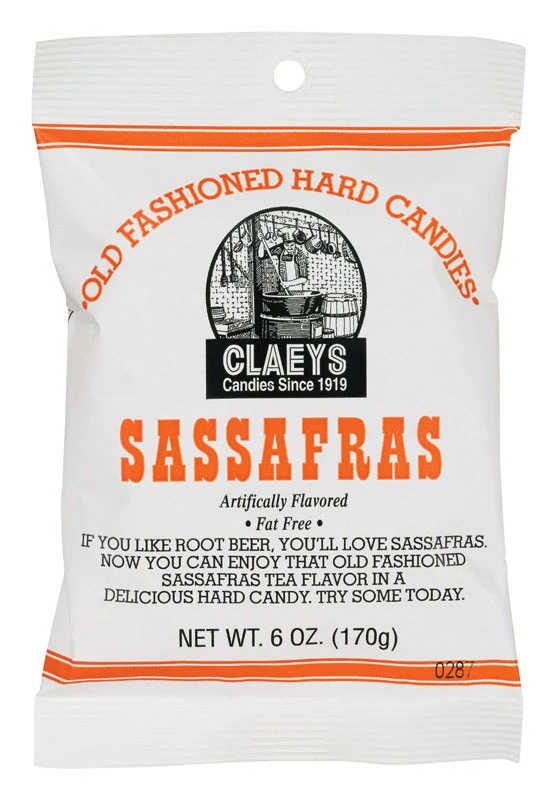 •OLD FASHIONED HARD CANDIES•
CLAEYS
Candies Since 1919
SASSAFRAS
Artifically Flavored
• Fat Free •
IF YOU LIKE ROOT BEER, YOU'LL LOVE SASSAFRAS.
NOW YOU CAN ENJOY THAT OLD FASHIONED
SASSAFRAS TEA FLAVOR IN A
DELICIOUS HARD CANDY. TRY SOME TODAY.
NET WT. 6 OZ. (170g)
0287